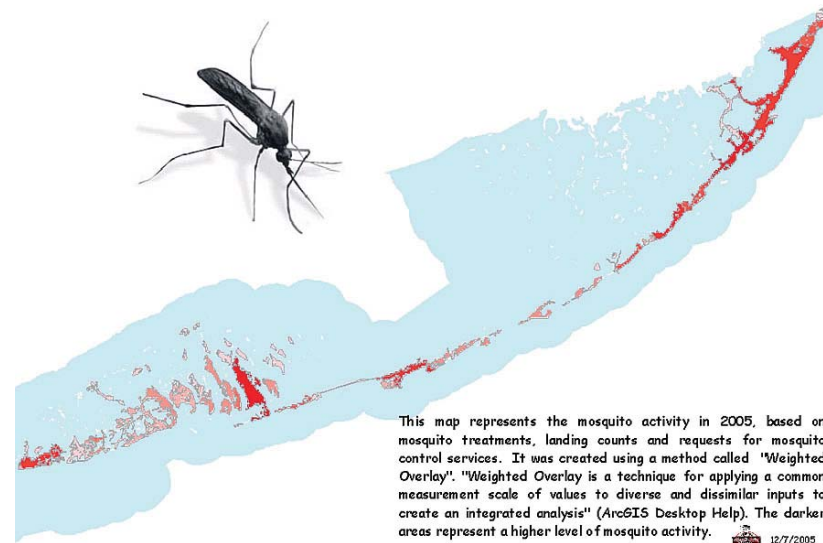 This map represents the mosquito activity in 2005, based on
mosquito treatments, landing counts and requests for mosquito
control services. It was created using a method called "Weighted
Overlay". "Weighted Overlay is a technique for applying a common
measurement scale of values to diverse and dissimilar inputs to
create an integrated analysis" (ArcGIS Desktop Help). The darker
areas represent a higher level of mosquito activity.
12/7/2005